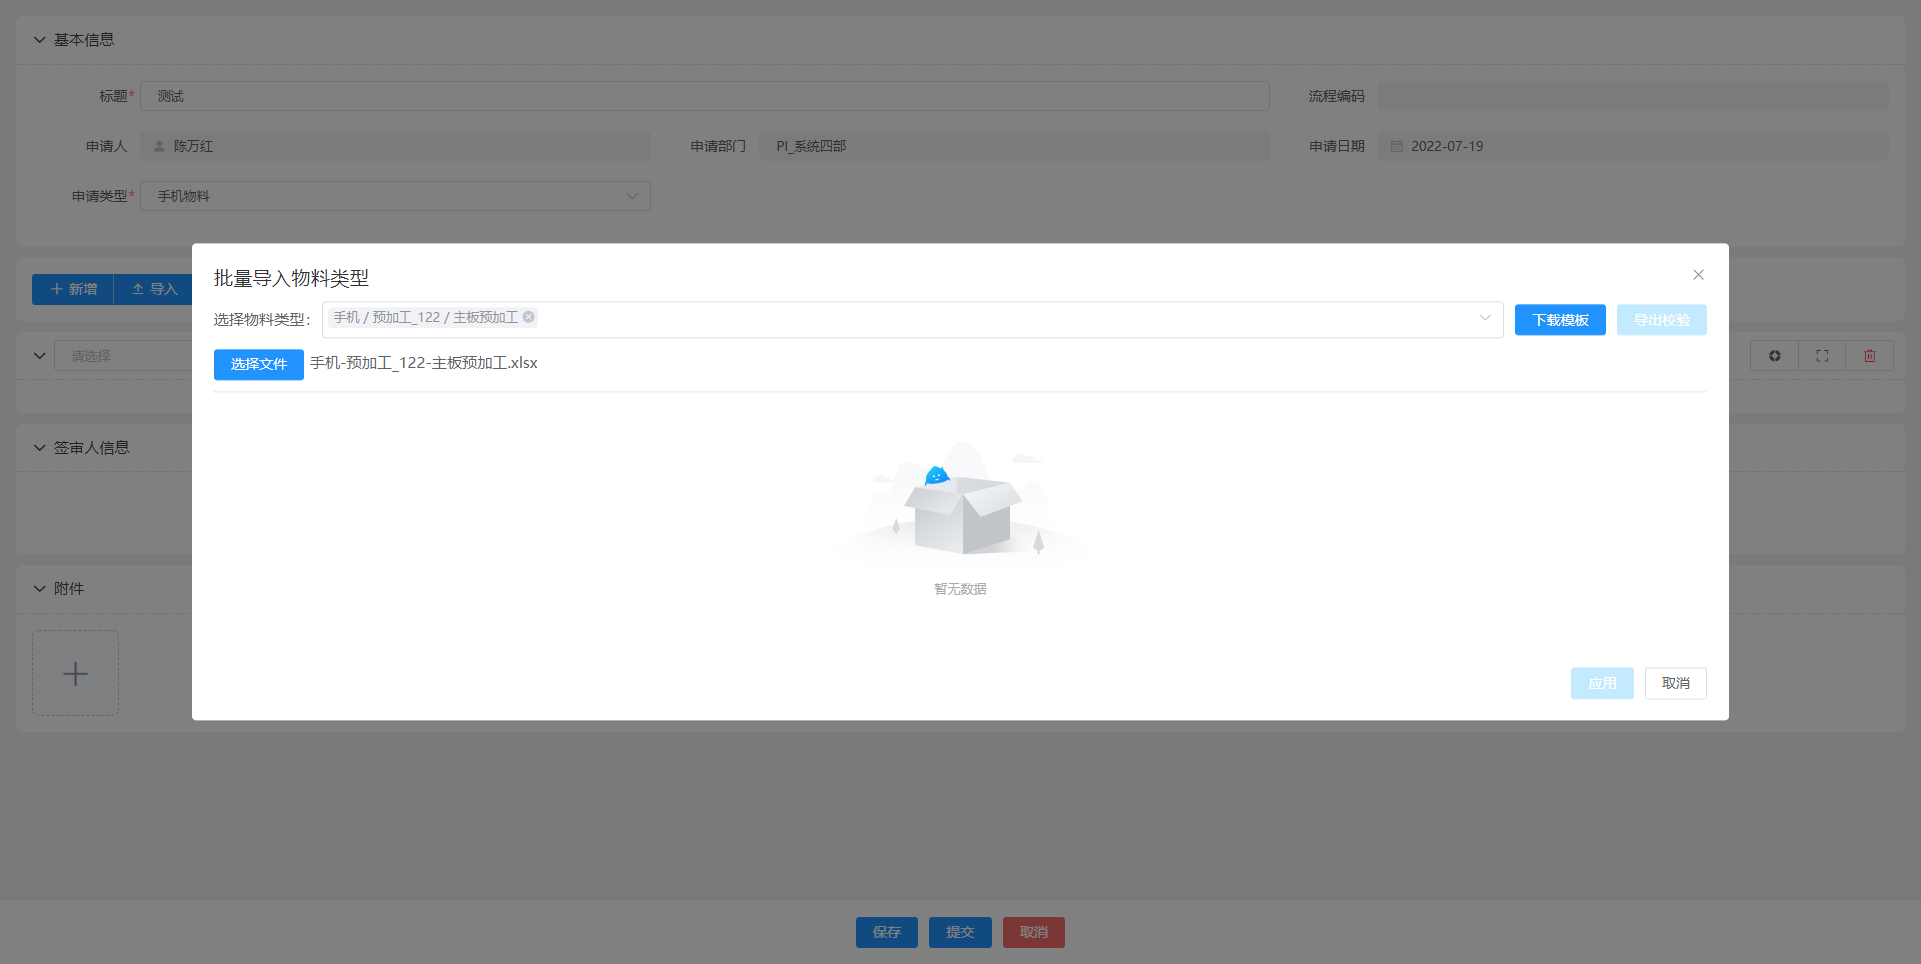 基本信息
标题* 测试 流程编码
申请人 陈万红 申请部门 PI_系统四部 申请日期 2022-07-19
申请类型* 手机物料
批量导入物料类型
新增 导入
选择物料类型： 手机 / 预加工_122 / 主板预加工 下载模板 导出校验
请选择
选择文件 手机-预加工_122-主板预加工.xlsx
签审人信息
暂无数据
附件
应用 取消
保存 提交 取消